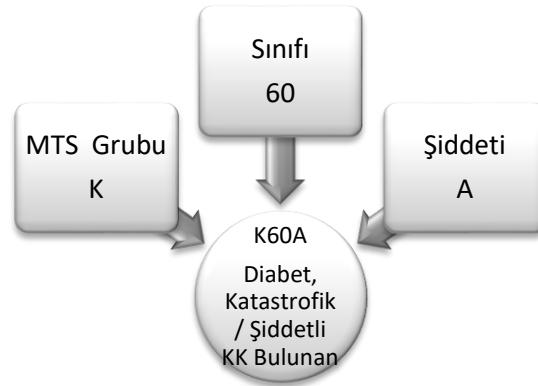 Sınıfı
60
MTS Grubu
K
Şiddeti
A
K60A
Diabet,
Katastrofik
/ Şiddetli
KK Bulunan